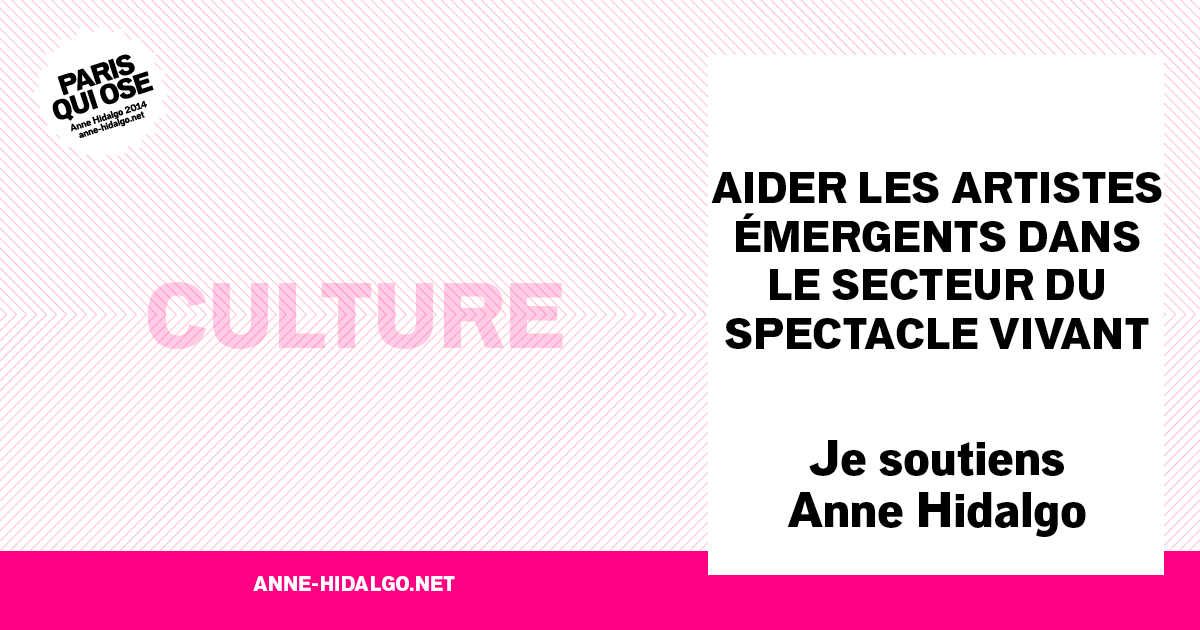 PARIS
QUI OSE
Anne Hidalgo 2014
anne-hidalgo.net
CULTURE
AIDER LES ARTISTES
ÉMERGENTS DANS
LE SECTEUR DU
SPECTACLE VIVANT
Je soutiens
Anne Hidalgo
ANNE-HIDALGO.NET